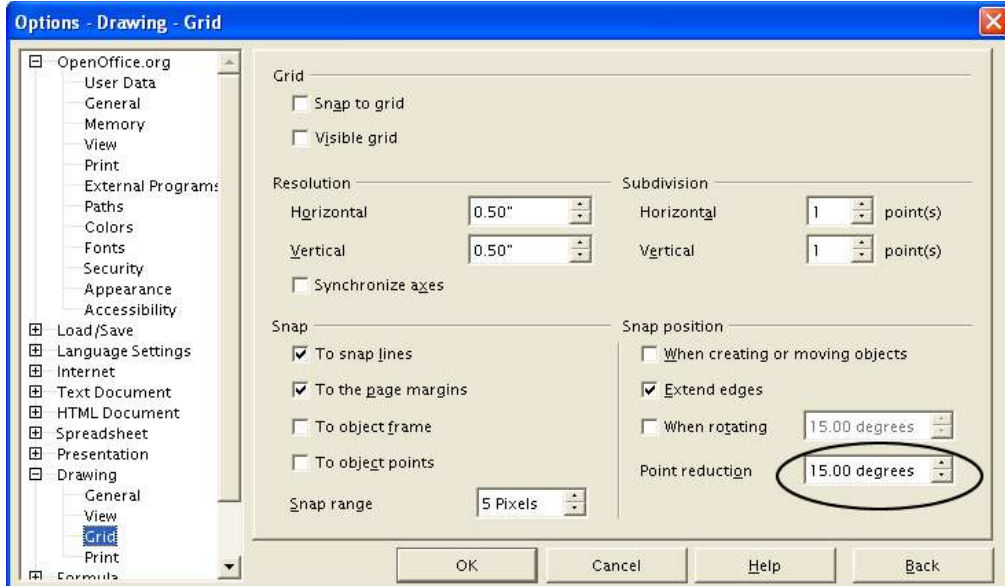 Options - Drawing - Grid
OpenOffice.org
User Data
General
Memory
View
Print
External Programs
Paths
Colors
Fonts
Security
Appearance
Accessibility
Load/Save
Language Settings
Internet
Text Document
HTML Document
Spreadsheet
Presentation
Drawing
General
View
Grid
Print
Formula
Grid
Snap to grid
Visible grid
Resolution
Horizontal 0.50"
Vertical 0.50"
Synchronize axes
Subdivision
Horizontal 1 point(s)
Vertical 1 point(s)
Snap
To snap lines
To the page margins
To object frame
To object points
Snap range 5 Pixels
Snap position
When creating or moving objects
Extend edges
When rotating 15.00 degrees
Point reduction 15.00 degrees
OK Cancel Help Back